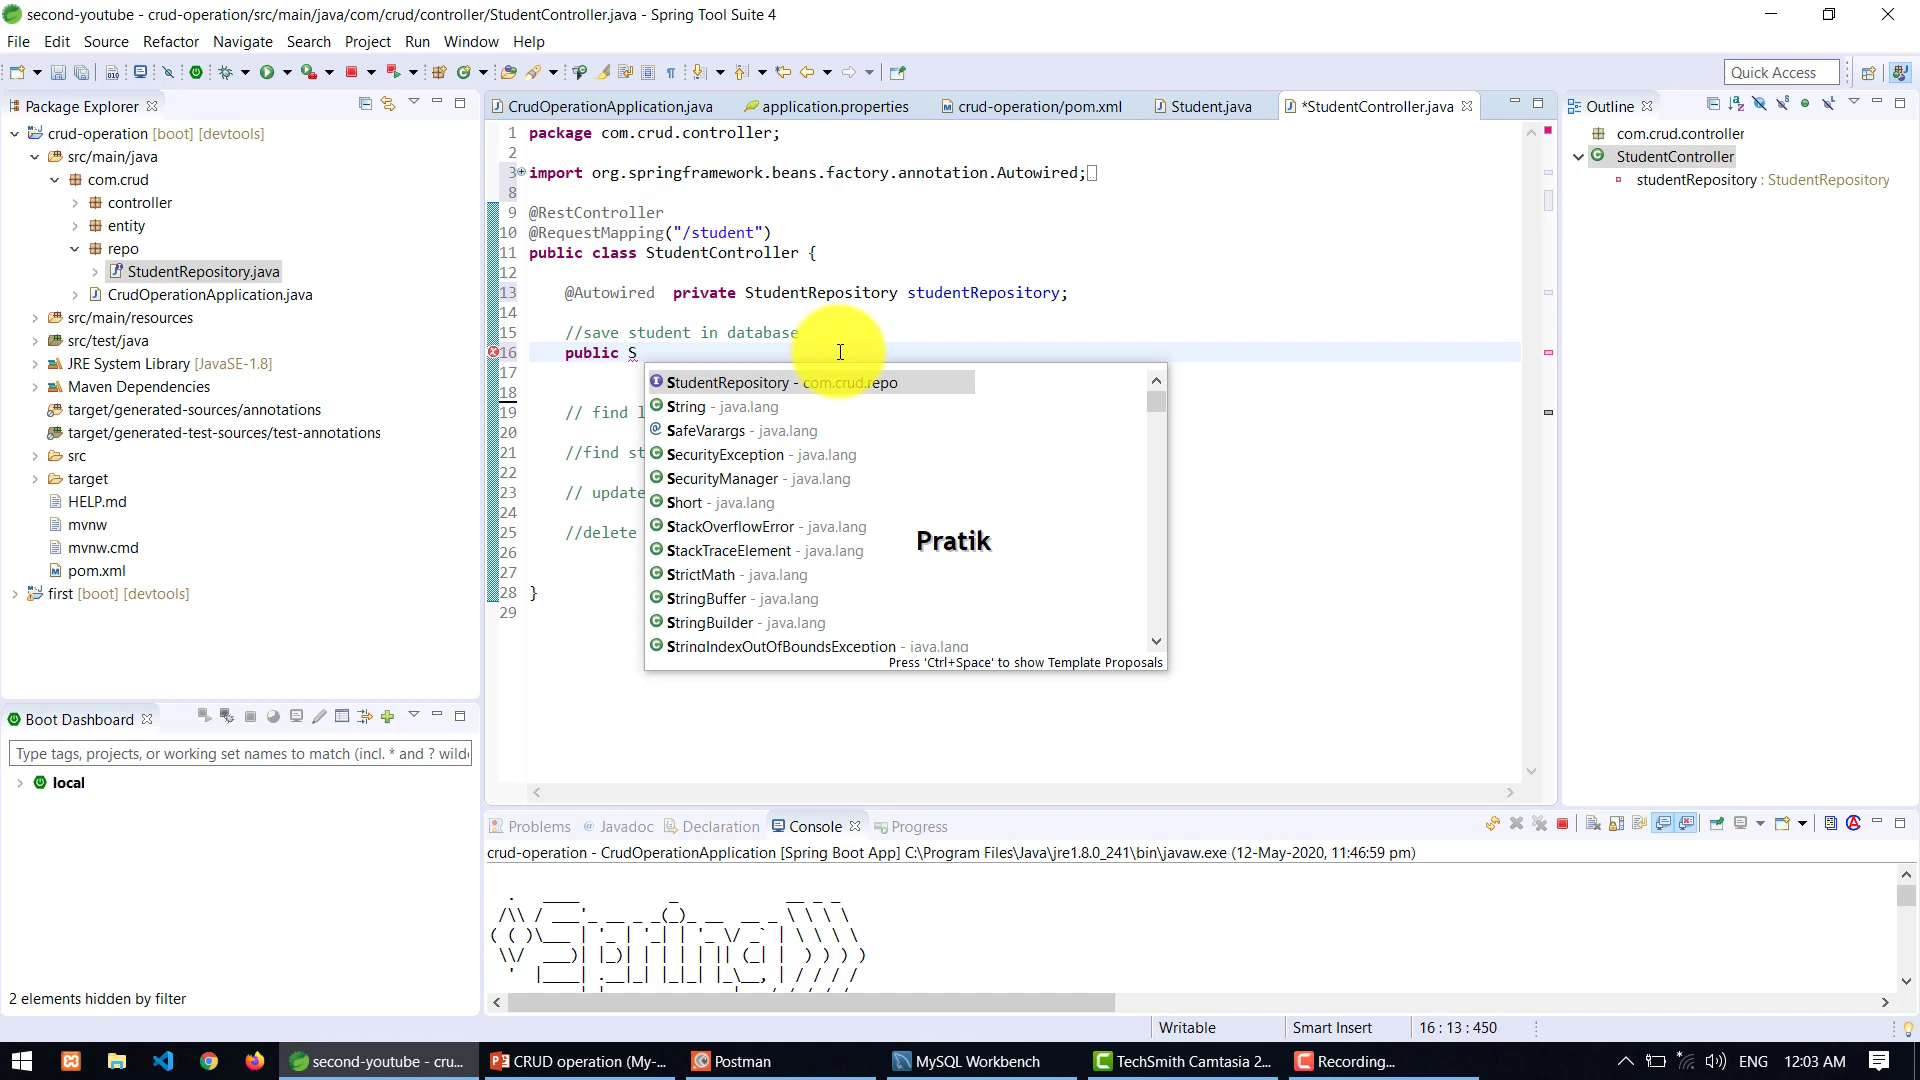 second-youtube - crud-operation/src/main/java/com/crud/controller/StudentController.java - Spring Tool Suite 4
File Edit Source Refactor Navigate Search Project Run Window Help
Quick Access
Package Explorer
crud-operation [boot] [devtools]
src/main/java
com.crud
controller
entity
repo
StudentRepository.java
CrudOperationApplication.java
src/main/resources
src/test/java
JRE System Library [JavaSE-1.8]
Maven Dependencies
target/generated-sources/annotations
target/generated-test-sources/test-annotations
src
target
HELP.md
mvnw
mvnw.cmd
pom.xml
first [boot] [devtools]
Boot Dashboard
Type tags, projects, or working set names to match (incl. * and ? wild
local
2 elements hidden by filter
CrudOperationApplication.java application.properties crud-operation/pom.xml Student.java *StudentController.java
1 package com.crud.controller;
2
3 import org.springframework.beans.factory.annotation.Autowired;
8
9 @RestController
10 @RequestMapping("/student")
11 public class StudentController {
12
13 @Autowired private StudentRepository studentRepository;
14
15 //save student in database
16 public S
17
18
19 // find l
20
21 //find st
22
23 // update
24
25 //delete
26
27
28 }
29
StudentRepository - com.crud.repo
String - java.lang
SafeVarargs - java.lang
SecurityException - java.lang
SecurityManager - java.lang
Short - java.lang
StackOverflowError - java.lang
StackTraceElement - java.lang
StrictMath - java.lang
StringBuffer - java.lang
StringBuilder - java.lang
StringIndexOutOfBoundsException - java.lang
Press 'Ctrl+Space' to show Template Proposals
Pratik
Outline
com.crud.controller
StudentController
studentRepository : StudentRepository
Problems Javadoc Declaration Console Progress
crud-operation - CrudOperationApplication [Spring Boot App] C:\Program Files\Java\jre1.8.0_241\bin\javaw.exe (12-May-2020, 11:46:59 pm)
Spring
Writable Smart Insert 16 : 13 : 450
second-youtube - cru... CRUD operation (My-... Postman MySQL Workbench TechSmith Camtasia 2... Recording... ENG 12:03 AM